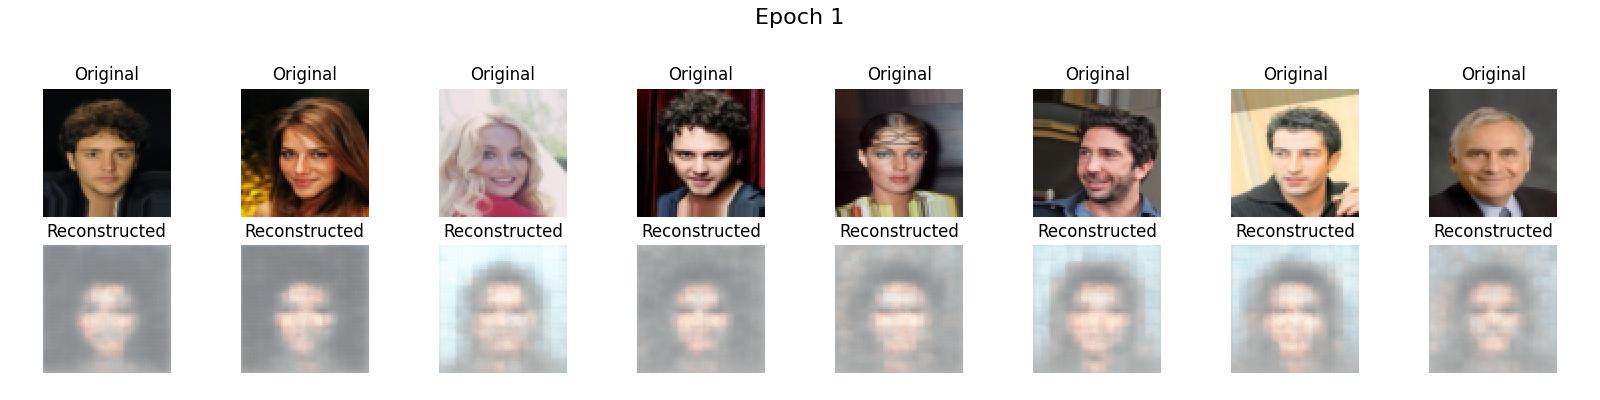 Epoch 1
Original Original Original Original Original Original Original Original
Reconstructed Reconstructed Reconstructed Reconstructed Reconstructed Reconstructed Reconstructed Reconstructed